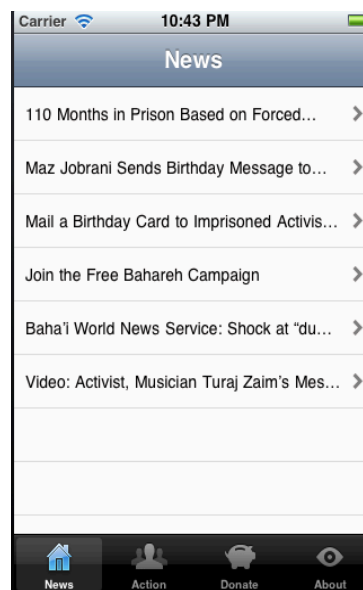 Carrier 10:43 PM
News
110 Months in Prison Based on Forced...
Maz Jobrani Sends Birthday Message to...
Mail a Birthday Card to Imprisoned Activis...
Join the Free Bahareh Campaign
Baha'i World News Service: Shock at “du...
Video: Activist, Musician Turaj Zaim’s Mes...
News Action Donate About